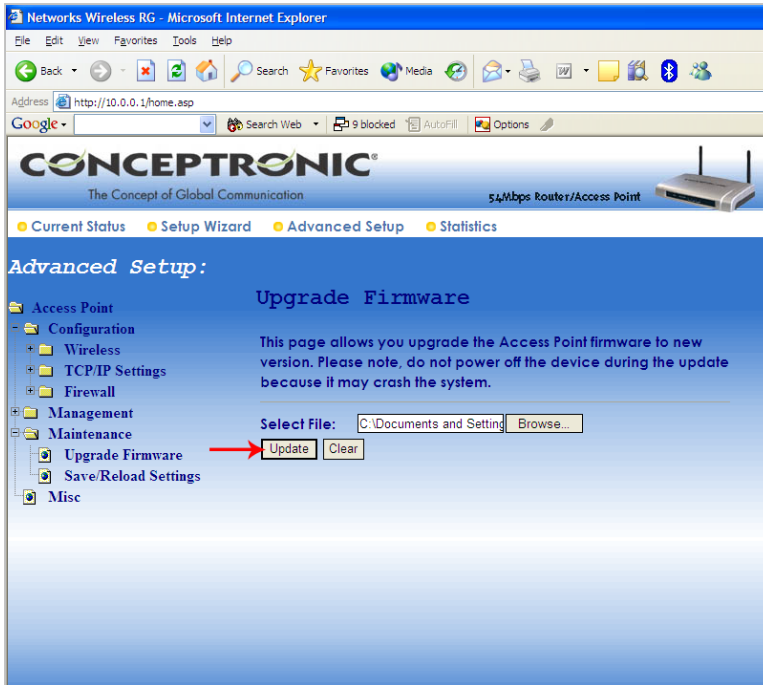 Networks Wireless RG - Microsoft Internet Explorer
File Edit View Favorites Tools Help
Back Search Favorites Media
Address http://10.0.0.1/home.asp
Google Search Web 9 blocked AutoFill Options
CONCEPTRONIC®
The Concept of Global Communication
54Mbps Router/Access Point
Current Status Setup Wizard Advanced Setup Statistics
Advanced Setup:
Upgrade Firmware
Access Point
Configuration
Wireless
TCP/IP Settings
Firewall
Management
Maintenance
Upgrade Firmware
Save/Reload Settings
Misc
This page allows you upgrade the Access Point firmware to new
version. Please note, do not power off the device during the update
because it may crash the system.
Select File: C:\Documents and Setting Browse...
Update Clear